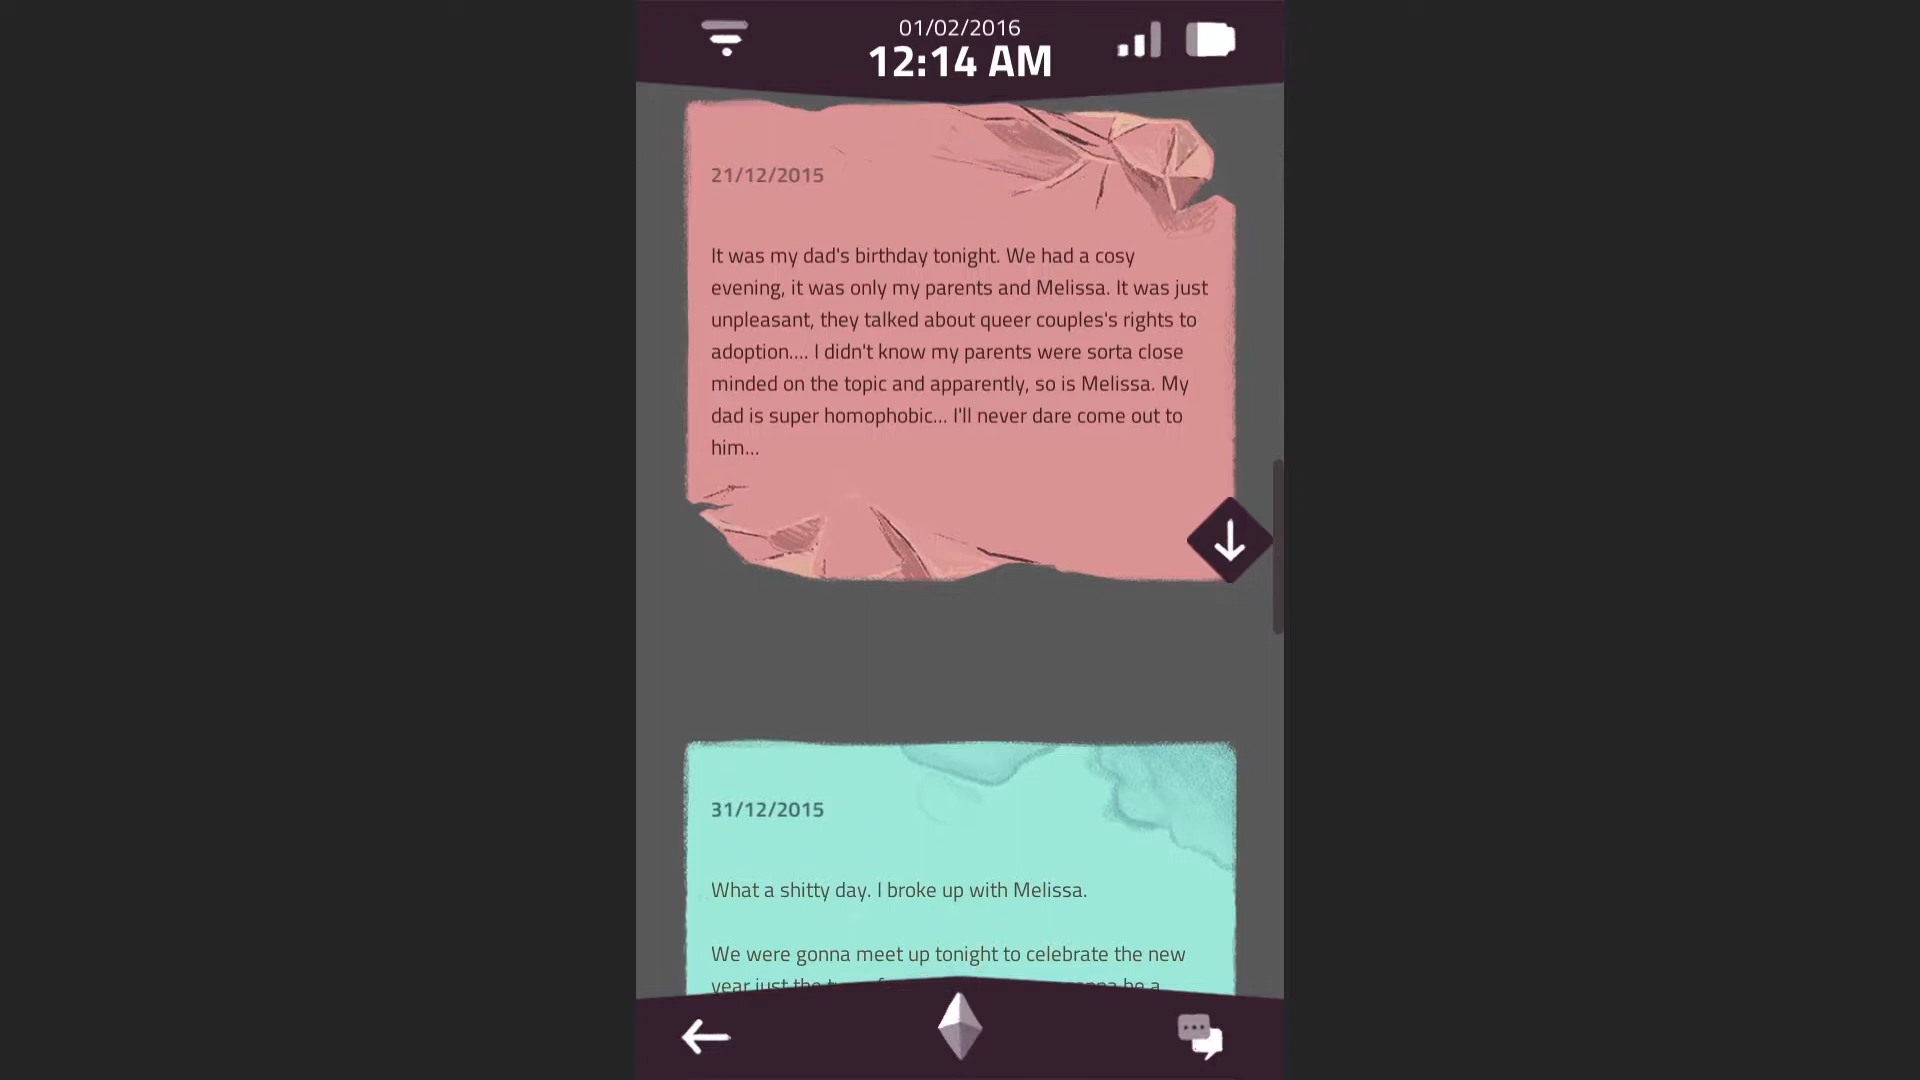 01/02/2016
12:14 AM
21/12/2015
It was my dad's birthday tonight. We had a cosy
evening, it was only my parents and Melissa. It was just
unpleasant, they talked about queer couples's rights to
adoption.... I didn't know my parents were sorta close
minded on the topic and apparently, so is Melissa. My
dad is super homophobic... I'll never dare come out to
him...
31/12/2015
What a shitty day. I broke up with Melissa.
We were gonna meet up tonight to celebrate the new
year just the be a